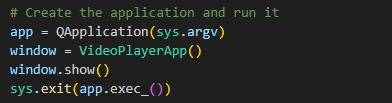 # Create the application and run it
app = QApplication(sys.argv)
window = VideoPlayerApp()
window.show()
sys.exit(app.exec_())